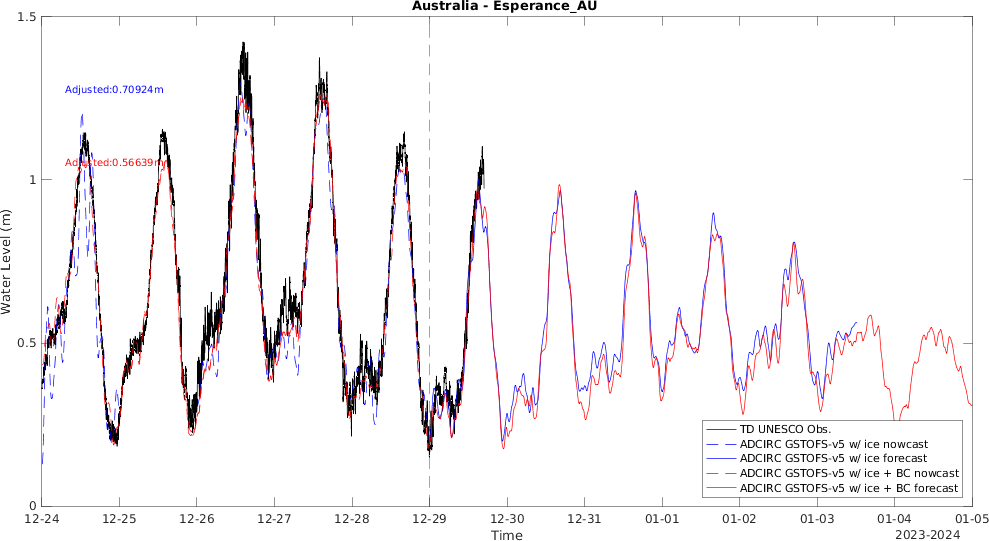 Australia - Esperance_AU
1.5
Adjusted:0.70924m
Adjusted:0.56639m
1
Water Level (m)
0.5
0
TD UNESCO Obs.
ADCIRC GSTOFS-v5 w/ ice nowcast
ADCIRC GSTOFS-v5 w/ ice forecast
ADCIRC GSTOFS-v5 w/ ice + BC nowcast
ADCIRC GSTOFS-v5 w/ ice + BC forecast
12-24 12-25 12-26 12-27 12-28 12-29 12-30 12-31 01-01 01-02 01-03 01-04 01-05
Time
2023-2024